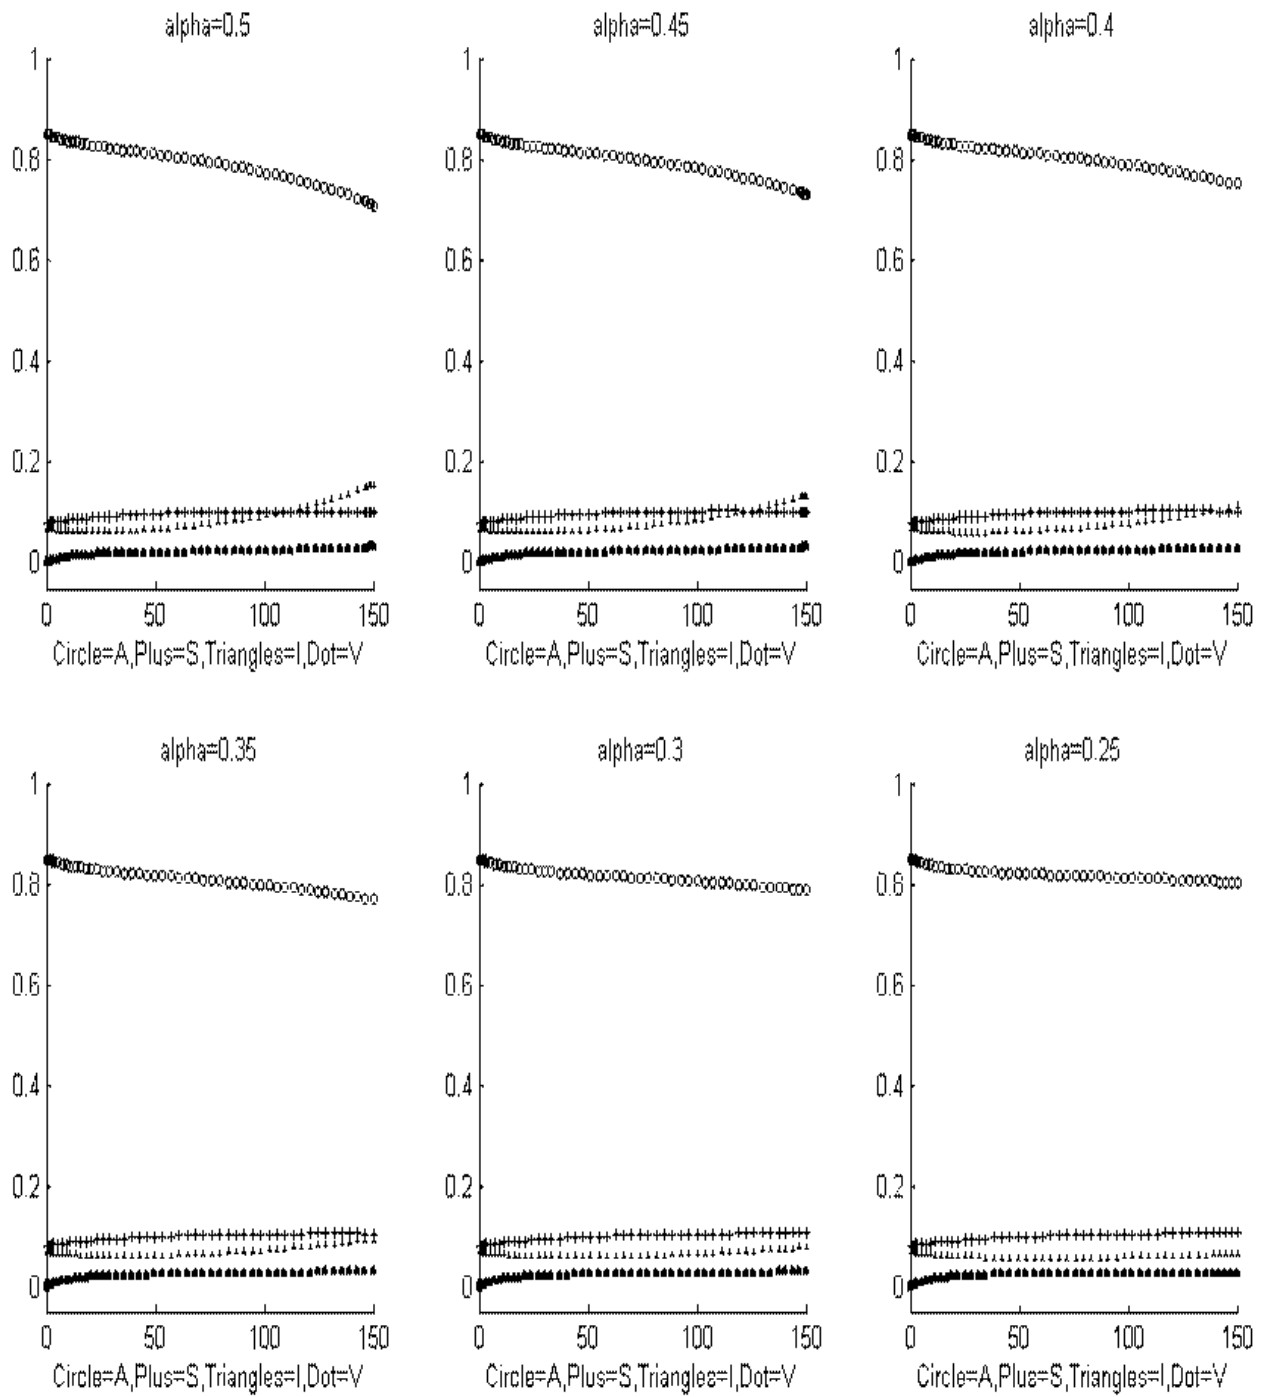 alpha=0.5 alpha=0.45 alpha=0.4
1 1 1
0.8 0.8 0.8
0.6 0.6 0.6
0.4 0.4 0.4
0.2 0.2 0.2
0 0 0
0 50 100 150 0 50 100 150 0 50 100 150
Circle=A,Plus=S,Triangles=I,Dot=V Circle=A,Plus=S,Triangles=I,Dot=V Circle=A,Plus=S,Triangles=I,Dot=V
alpha=0.35 alpha=0.3 alpha=0.25
1 1 1
0.8 0.8 0.8
0.6 0.6 0.6
0.4 0.4 0.4
0.2 0.2 0.2
0 0 0
0 50 100 150 0 50 100 150 0 50 100 150
Circle=A,Plus=S,Triangles=I,Dot=V Circle=A,Plus=S,Triangles=I,Dot=V Circle=A,Plus=S,Triangles=I,Dot=V